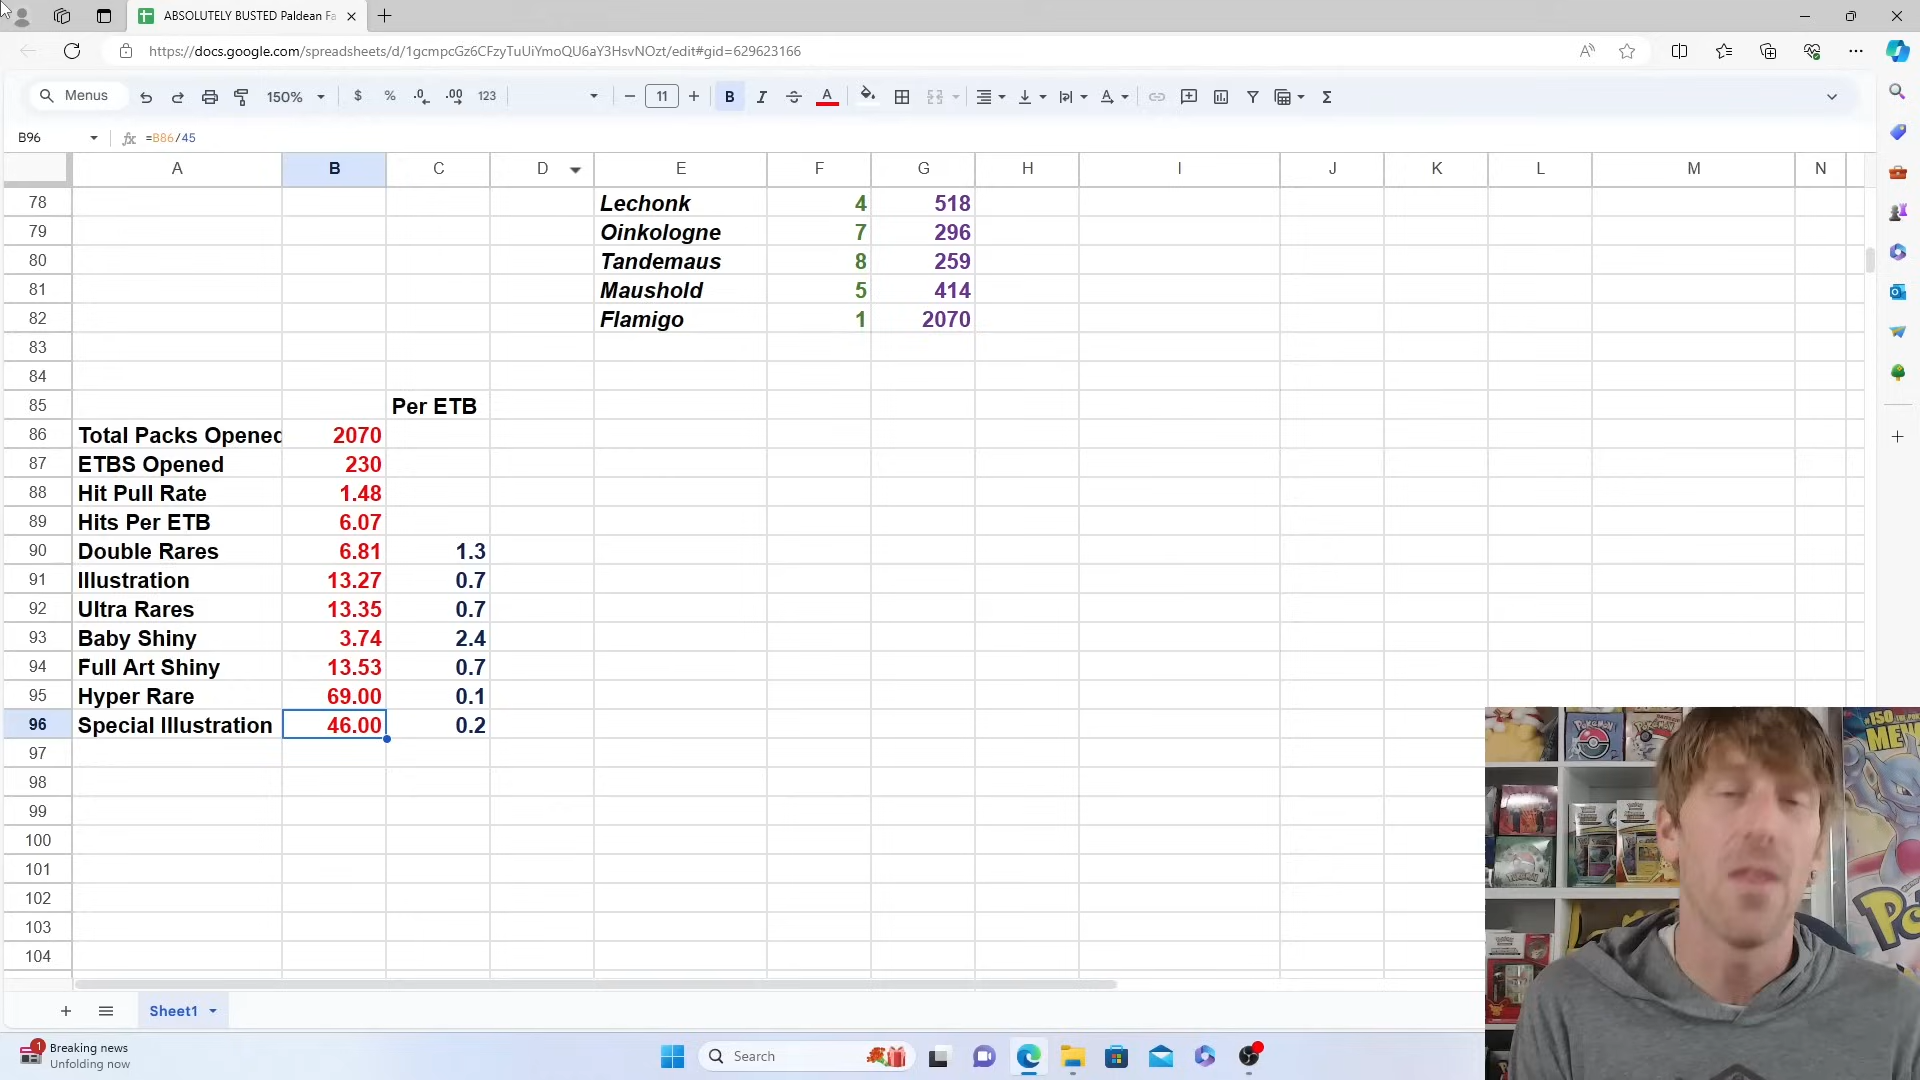 ABSOLUTELY BUSTED Paldean Fa
https://docs.google.com/spreadsheets/d/1gcmpcGz6CFzyTuUiYmoQU6aY3HsvNOzt/edit#gid=629623166
Menus 150% $ % .0 .00 123 11 B I A Σ
B96 fx =B86/45
A B C D E F G H I J K L M N
78 Lechonk 4 518
79 Oinkologne 7 296
80 Tandemaus 8 259
81 Maushold 5 414
82 Flamigo 1 2070
83
84
85 Per ETB
86 Total Packs Opened 2070
87 ETBS Opened 230
88 Hit Pull Rate 1.48
89 Hits Per ETB 6.07
90 Double Rares 6.81 1.3
91 Illustration 13.27 0.7
92 Ultra Rares 13.35 0.7
93 Baby Shiny 3.74 2.4
94 Full Art Shiny 13.53 0.7
95 Hyper Rare 69.00 0.1
96 Special Illustration 46.00 0.2
97
98
99
100
101
102
103
104
Sheet1
1 Breaking news
Unfolding now
Search
#150